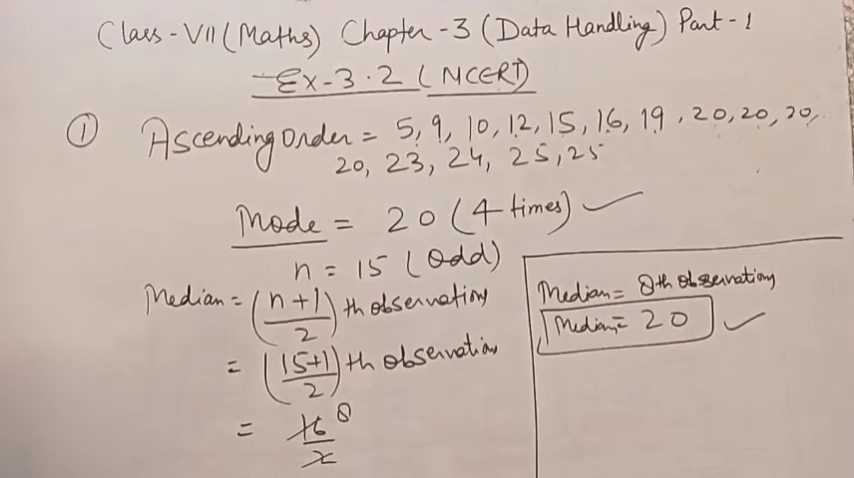 Class-VII (Maths) Chapter-3 (Data Handling) Part-1
Ex-3.2 (NCERT)
① Ascending Order = 5, 9, 10, 12, 15, 16, 19, 20, 20, 20,
20, 23, 24, 25, 25
Mode = 20 (4 times) ✓
n = 15 (Odd)
Median = (n+1/2)th observation
= (15+1/2)th observation
= 16/2 8
Median = 8th observation
Median = 20 ✓